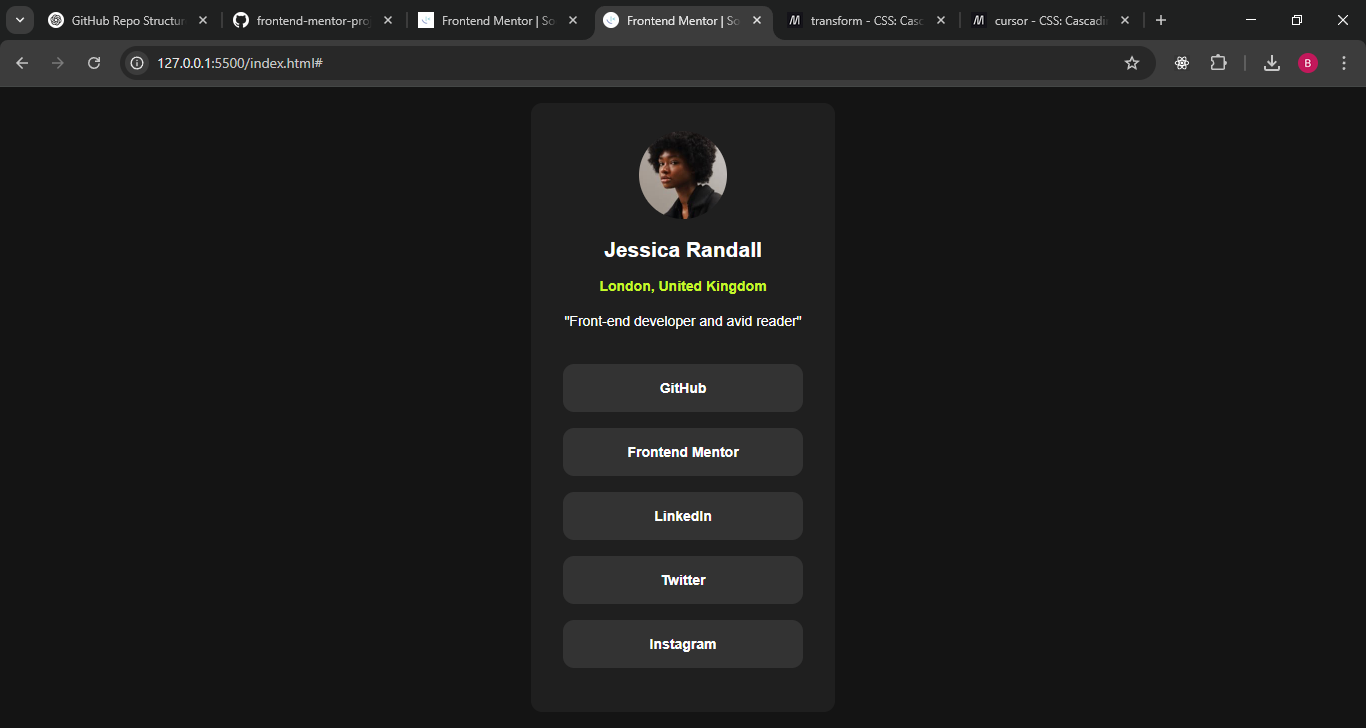 GitHub Repo Structur
frontend-mentor-pro
Frontend Mentor | So
Frontend Mentor | So
transform - CSS: Casc
cursor - CSS: Cascadin
127.0.0.1:5500/index.html#
B
Jessica Randall
London, United Kingdom
"Front-end developer and avid reader"
GitHub
Frontend Mentor
LinkedIn
Twitter
Instagram